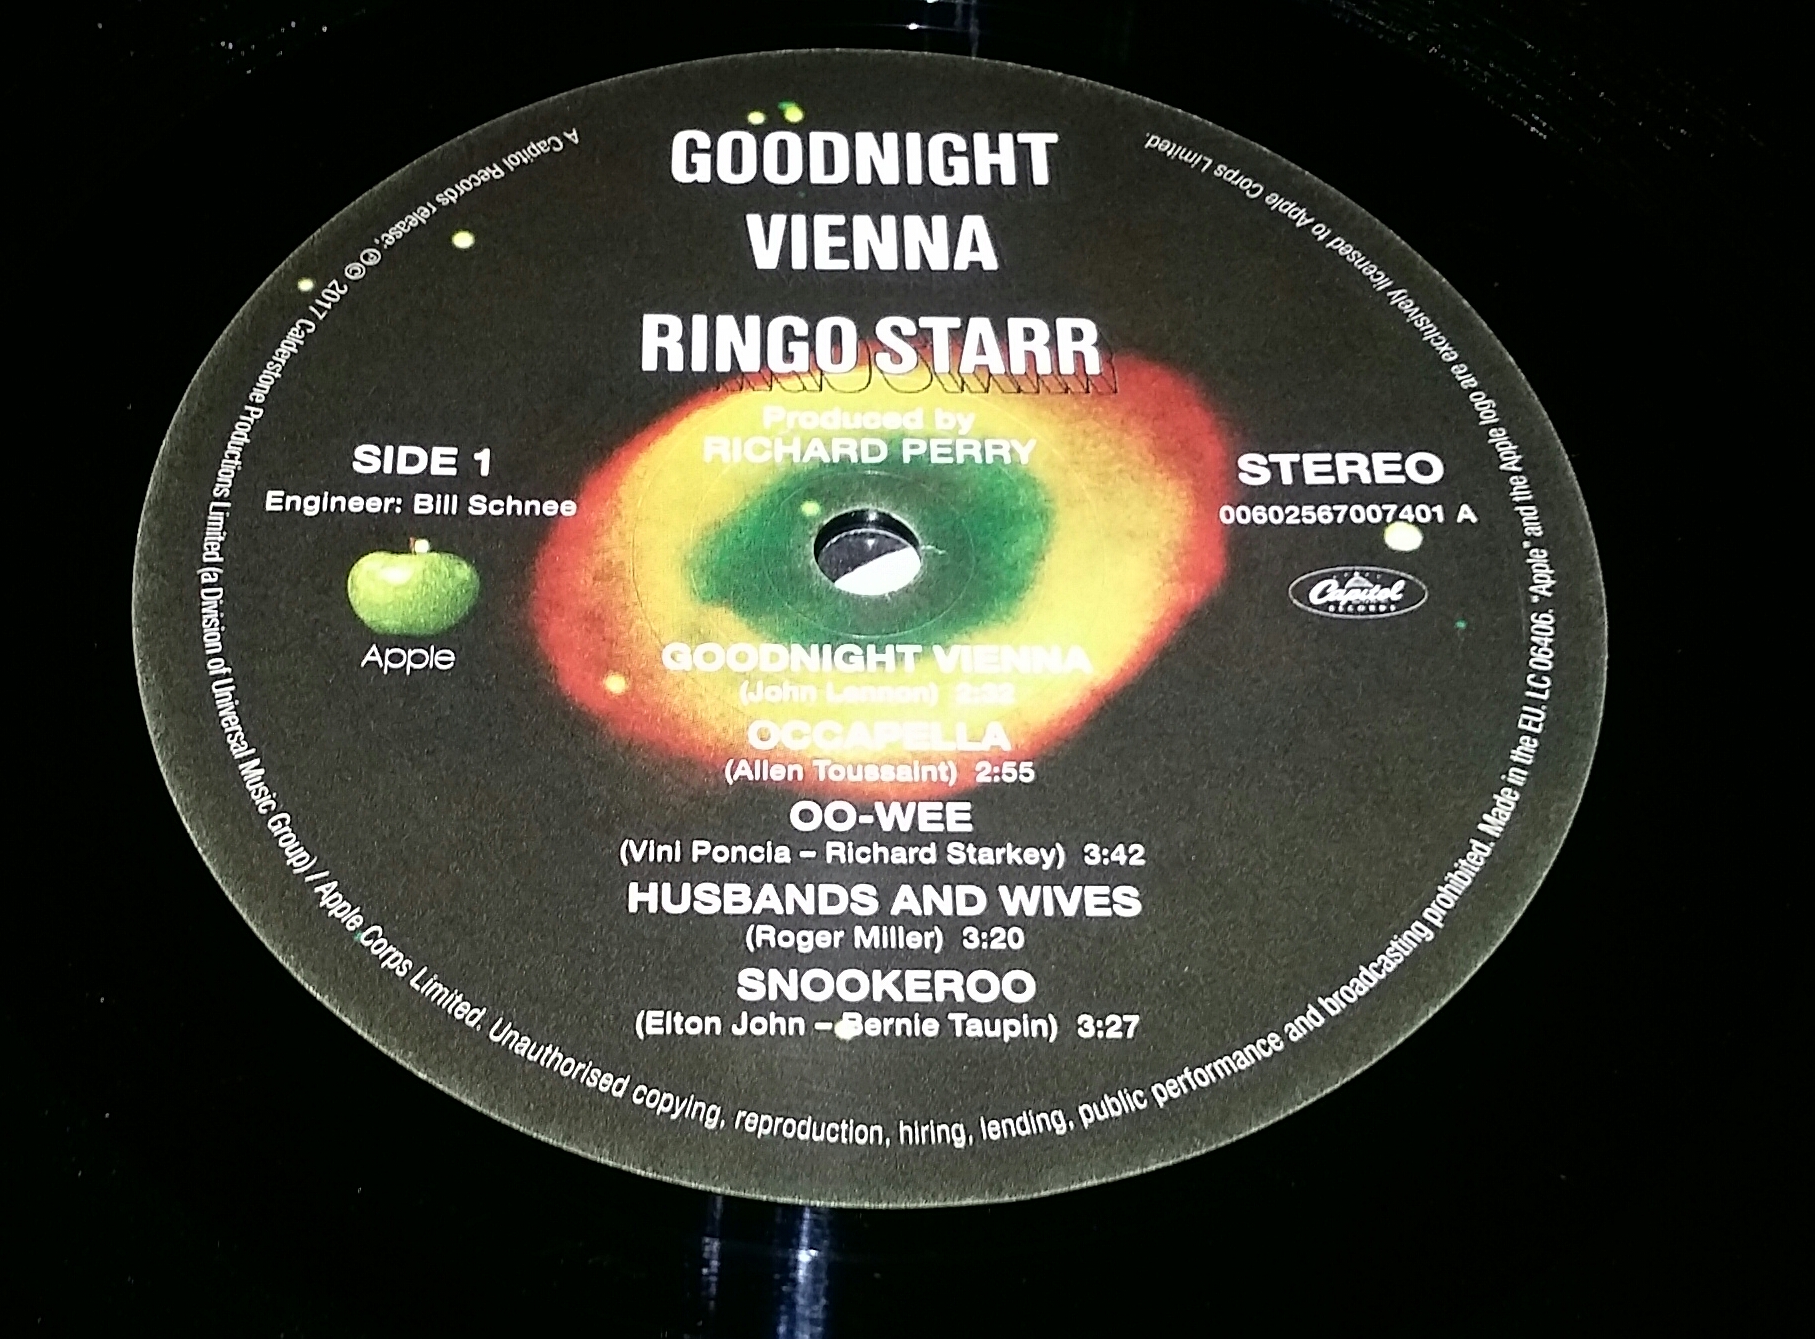 GOODNIGHT
VIENNA
RINGO STARR
Produced by
RICHARD PERRY
SIDE 1
Engineer: Bill Schnee
Apple
STEREO
00602567007401 A
Capitol
RECORDS
GOODNIGHT VIENNA
(John Lennon) 2:32
OCCAPELLA
(Allen Toussaint) 2:55
OO-WEE
(Vini Poncia – Richard Starkey) 3:42
HUSBANDS AND WIVES
(Roger Miller) 3:20
SNOOKEROO
(Elton John – Bernie Taupin) 3:27
A Capitol Records release; ℗© 2017 Calderstone Productions Limited (a Division of Universal Music Group) / Apple Corps Limited. Unauthorised copying, reproduction, hiring, lending, public performance and broadcasting prohibited. Made in the EU. LC 06406. "Apple" and the Apple logo are exclusively licensed to Apple Corps Limited.